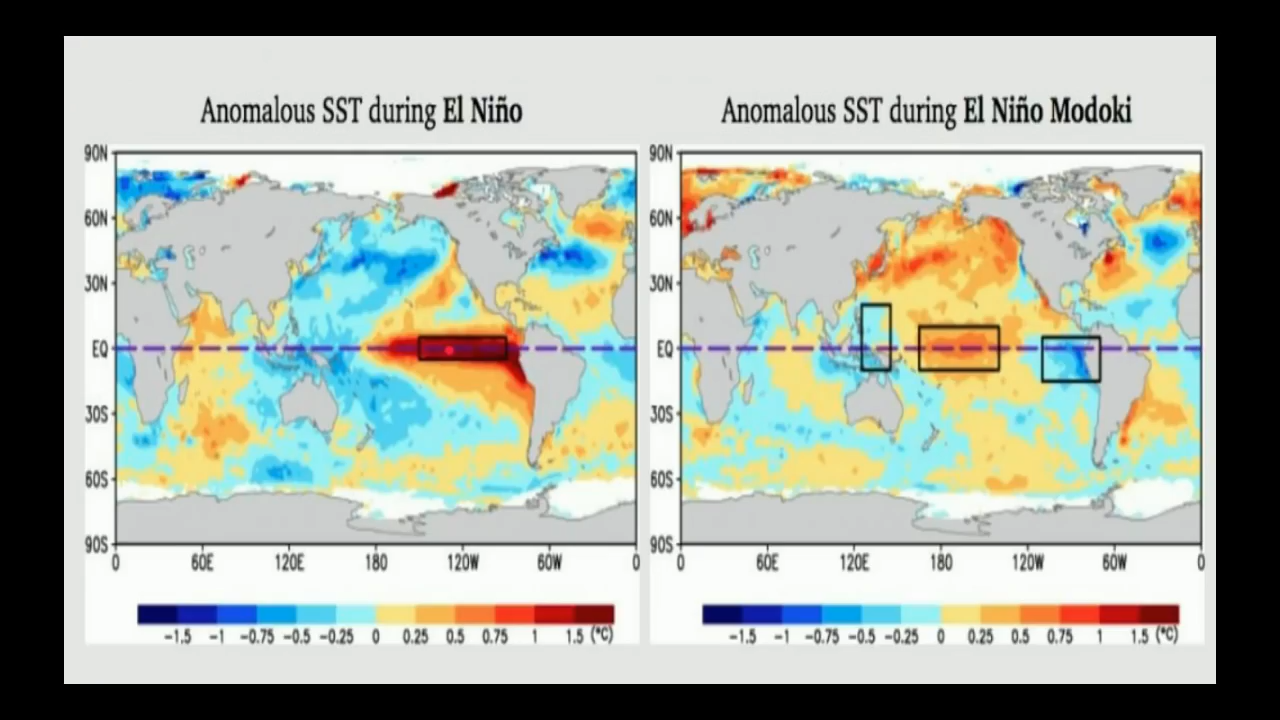 Anomalous SST during El Niño
90N
60N
30N
EQ
30S
60S
90S
0 60E 120E 180 120W 60W 0
−1.5 −1 −0.75 −0.5 −0.25 0 0.25 0.5 0.75 1 1.5 (°C)
Anomalous SST during El Niño Modoki
90N
60N
30N
EQ
30S
60S
90S
0 60E 120E 180 120W 60W 0
−1.5 −1 −0.75 −0.5 −0.25 0 0.25 0.5 0.75 1 1.5 (°C)